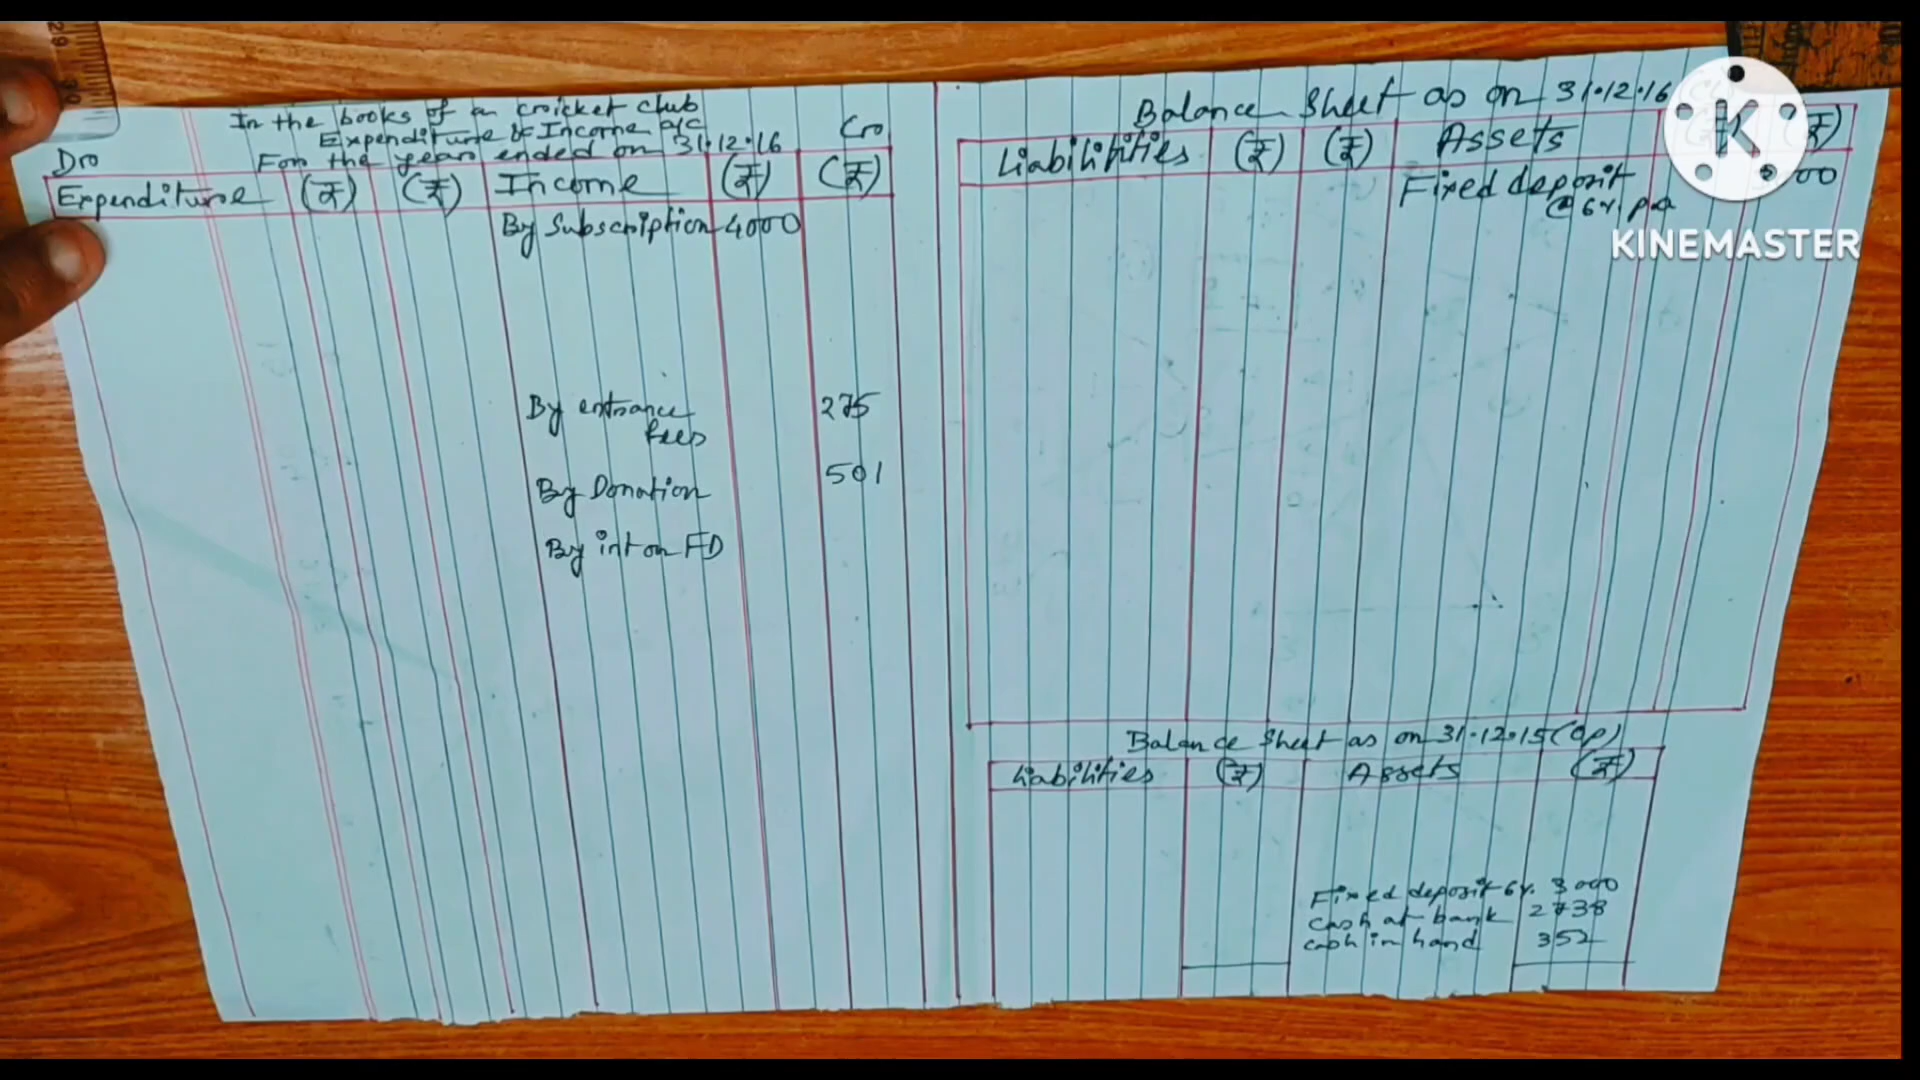 In the books of a cricket club
Expenditure & Income a/c
For the year ended on 31.12.16
Dr
Cr
Expenditure (₹) (₹) Income (₹) (₹)
By Subscription 4000
By entrance
fees 275
By Donation 501
By int on FD
Balance Sheet as on 31.12.16
Liabilities (₹) (₹) Assets (₹)
Fixed deposit
@ 6%. p.a
KINEMASTER
Balance Sheet as on 31.12.15 (Op)
Liabilities (₹) Assets (₹)
Fixed deposit 6%. 3000
Cash at bank 2738
cash in hand 352
29
30